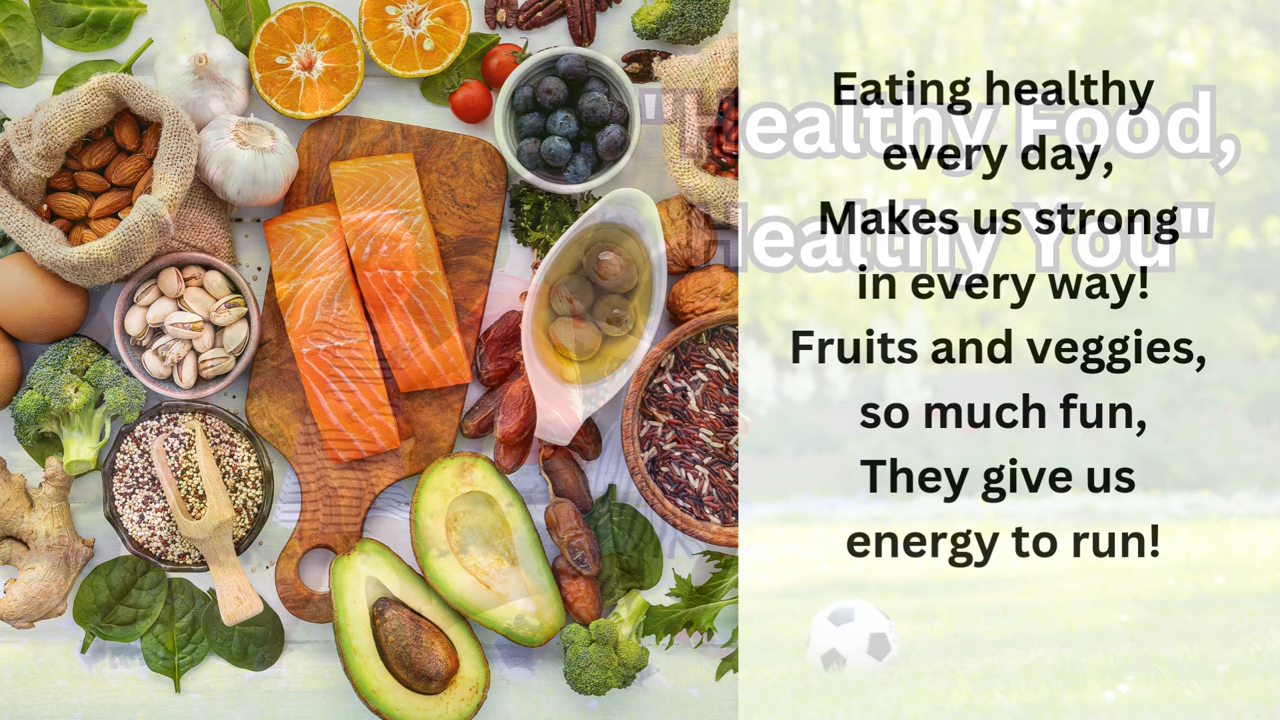 "Healthy Food,
Healthy You"
Eating healthy
every day,
Makes us strong
in every way!
Fruits and veggies,
so much fun,
They give us
energy to run!